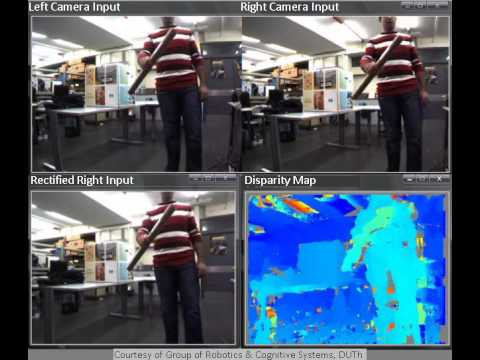 Left Camera Input
Right Camera Input
Rectified Right Input
Disparity Map
Courtesy of Group of Robotics & Cognitive Systems, DUTh